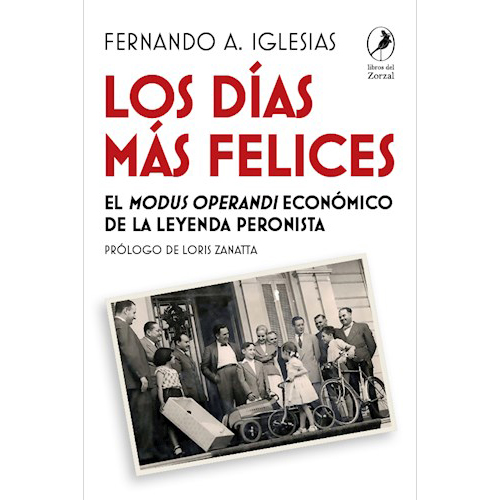 FERNANDO A. IGLESIAS
libros del
Zorzal
LOS DÍAS
MÁS FELICES
EL MODUS OPERANDI ECONÓMICO
DE LA LEYENDA PERONISTA
PRÓLOGO DE LORIS ZANATTA